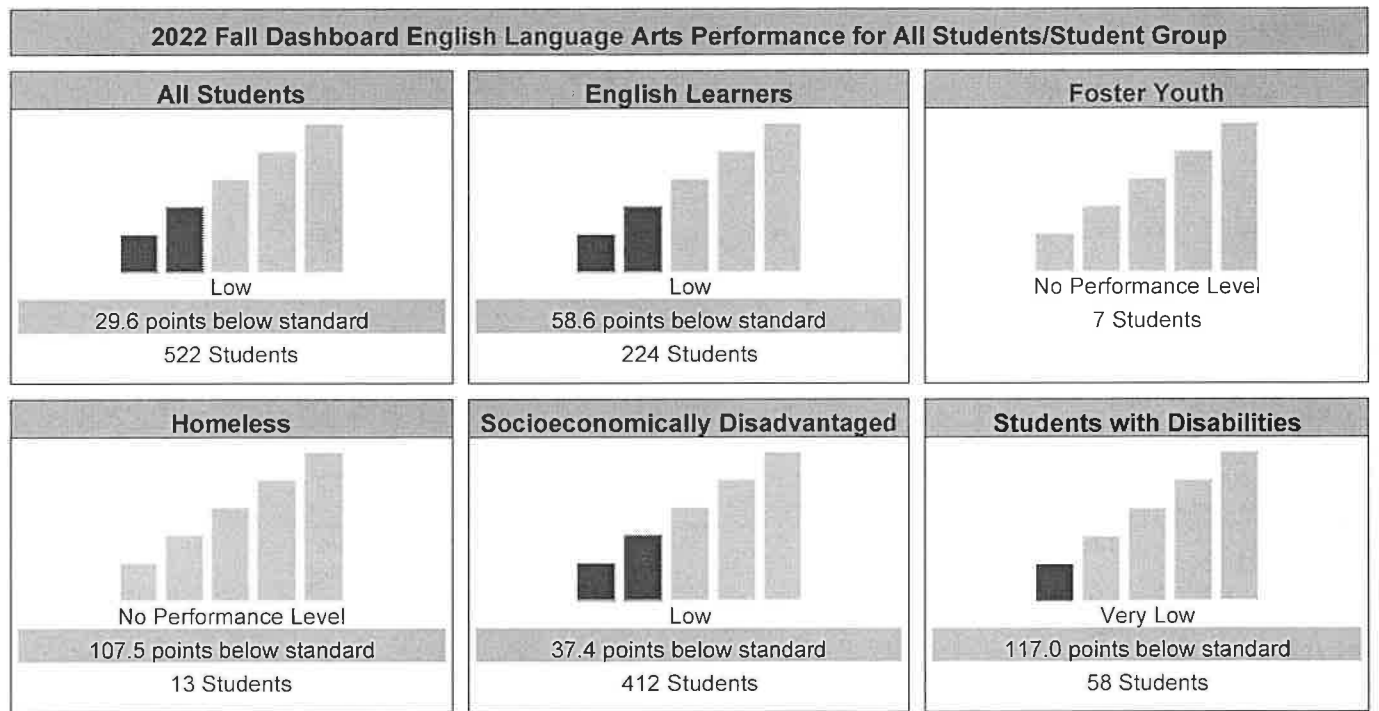 2022 Fall Dashboard English Language Arts Performance for All Students/Student Group
All Students
Low
29.6 points below standard
522 Students
English Learners
Low
58.6 points below standard
224 Students
Foster Youth
No Performance Level
7 Students
Homeless
No Performance Level
107.5 points below standard
13 Students
Socioeconomically Disadvantaged
Low
37.4 points below standard
412 Students
Students with Disabilities
Very Low
117.0 points below standard
58 Students